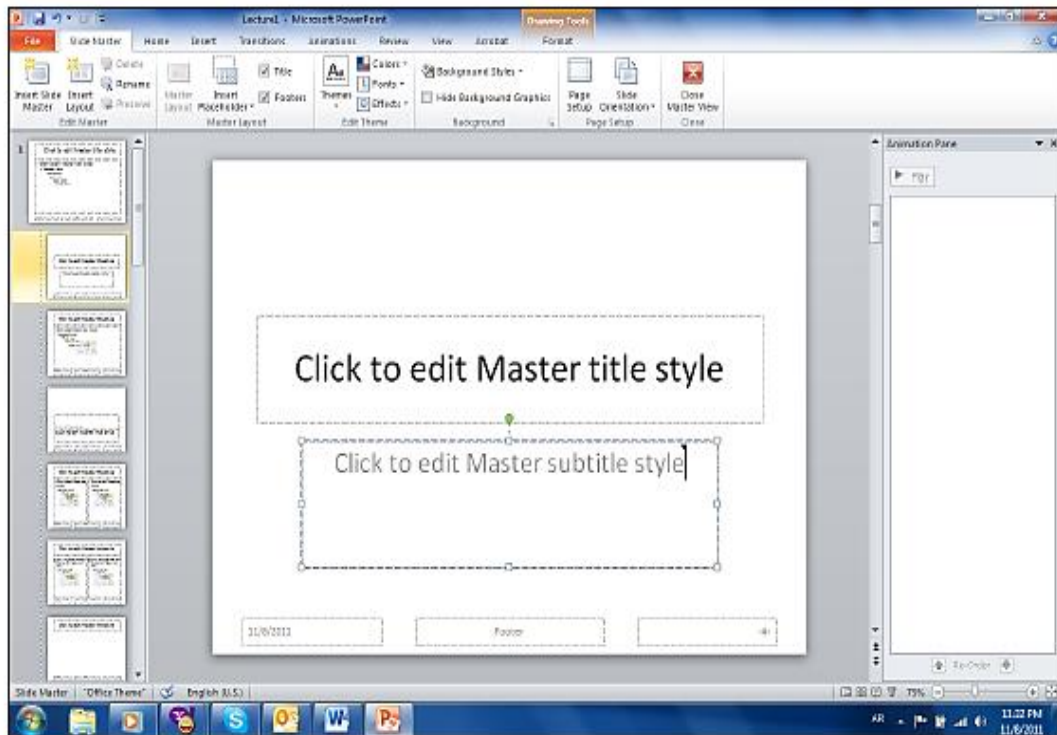 Lecture1 - Microsoft PowerPoint
Drawing Tools
File Slide Master Home Insert Transitions Animations Review View Acrobat Format
Insert Slide Master
Insert Layout
Delete
Rename
Preserve
Edit Master
Master Layout
Insert Placeholder
Title
Footers
Master Layout
Themes
Colors
Fonts
Effects
Edit Theme
Background Styles
Hide Background Graphics
Background
Page Setup
Slide Orientation
Page Setup
Close Master View
Close
1
Animation Pane
Play
Click to edit Master title style
Click to edit Master subtitle style
11/8/2011
Footer
Re-Order
Slide Master "Office Theme" English (U.S.)
75%
AR
11:22 PM
11/8/2011